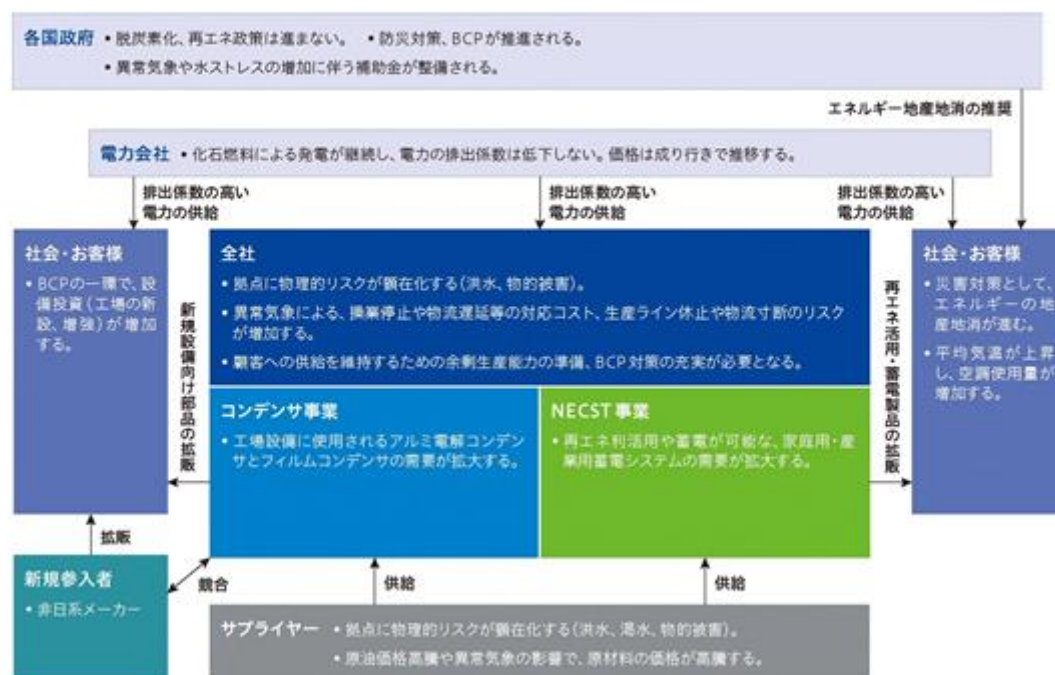 各国政府 • 脱炭素化、再エネ政策は進まない。 • 防災対策、BCPが推進される。
• 異常気象や水ストレスの増加に伴う補助金が整備される。
エネルギー地産地消の推奨
電力会社 • 化石燃料による発電が継続し、電力の排出係数は低下しない。価格は成り行きで推移する。
排出係数の高い
電力の供給
排出係数の高い
電力の供給
排出係数の高い
電力の供給
社会・お客様
• BCPの一環で、設
備投資（工場の新
設、増強）が増加
する。
新規設備向け部品の拡販
全社
• 拠点に物理的リスクが顕在化する（洪水、物的被害）。
• 異常気象による、操業停止や物流遅延等の対応コスト、生産ライン休止や物流寸断のリスク
が増加する。
• 顧客への供給を維持するための余剰生産能力の準備、BCP対策の充実が必要となる。
コンデンサ事業
• 工場設備に使用されるアルミ電解コンデン
サとフィルムコンデンサの需要が拡大する。
NECST事業
• 再エネ利活用や蓄電が可能な、家庭用・産
業用蓄電システムの需要が拡大する。
再エネ活用・蓄電製品の拡販
社会・お客様
• 災害対策として、
エネルギーの地
産地消が進む。
• 平均気温が上昇
し、空調使用量が
増加する。
拡販
新規参入者
• 非日系メーカー
競合
供給
供給
サプライヤー • 拠点に物理的リスクが顕在化する（洪水、渇水、物的被害）。
• 原油価格高騰や異常気象の影響で、原材料の価格が高騰する。